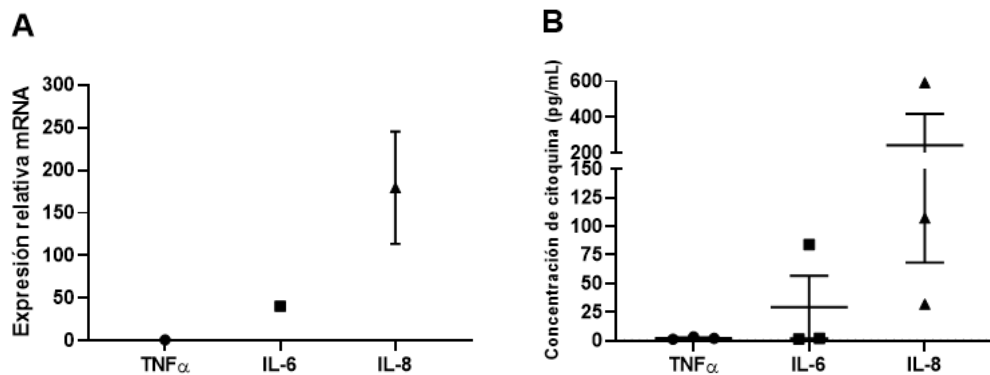 A
Expresión relativa mRNA
300
250
200
150
100
50
0
TNFα
IL-6
IL-8
B
Concentración de citoquina (pg/mL)
600
400
200
150
125
100
75
50
25
0
TNFα
IL-6
IL-8